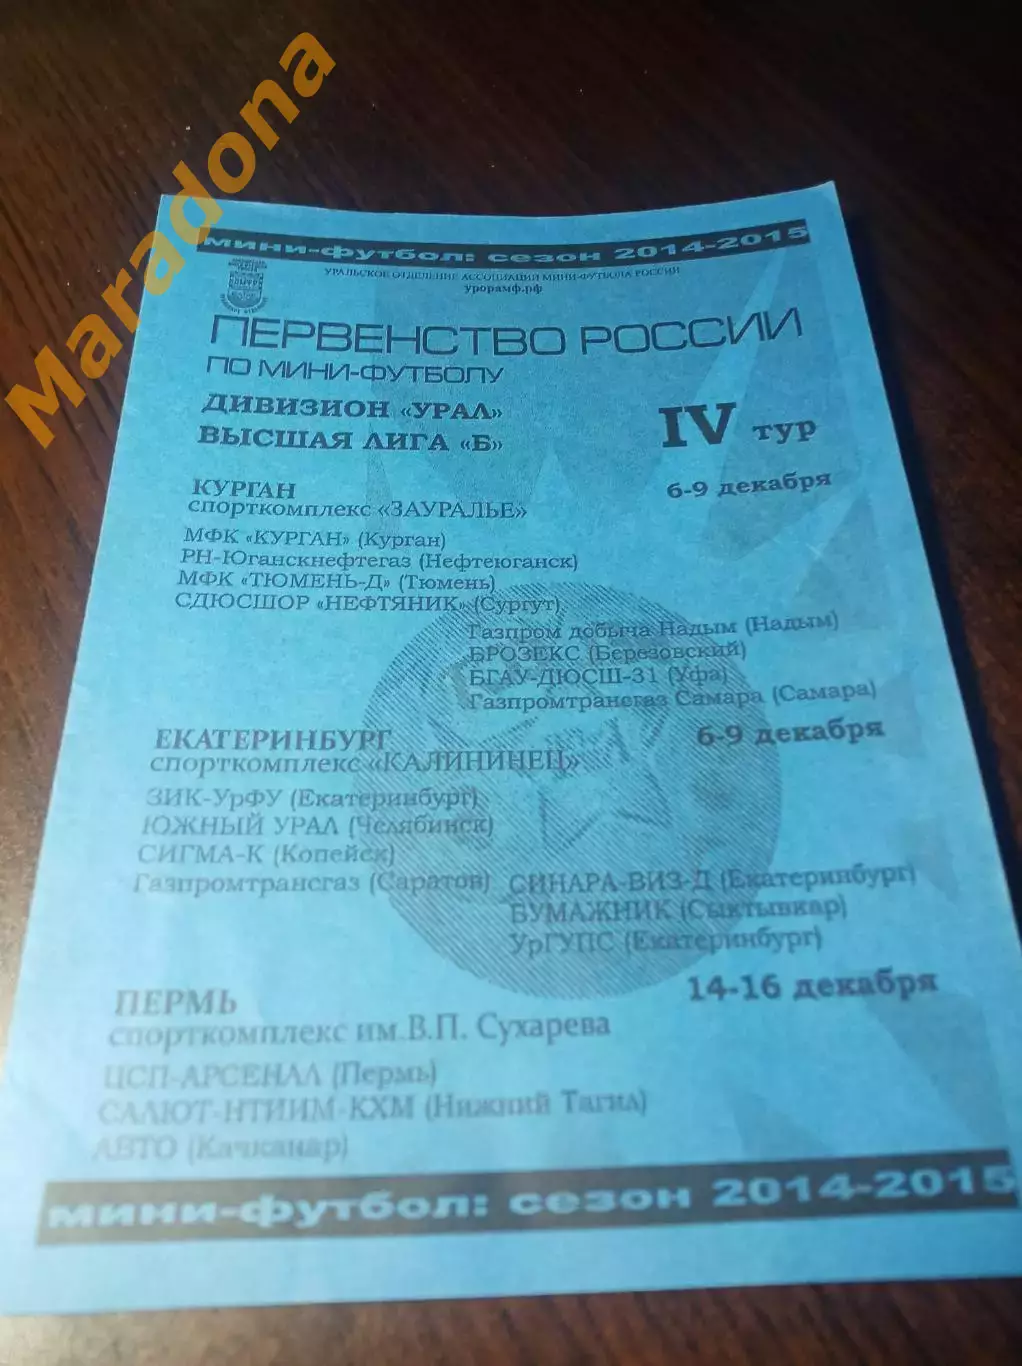 Maradona
мини-футбол: сезон 2014-2015
УРАЛЬСКОЕ ОТДЕЛЕНИЕ АССОЦИАЦИИ МИНИ-ФУТБОЛА РОССИИ
урорамф.рф
ПЕРВЕНСТВО РОССИИ
ПО МИНИ-ФУТБОЛУ
ДИВИЗИОН «УРАЛ»
ВЫСШАЯ ЛИГА «Б»
IV тур
КУРГАН
6-9 декабря
спорткомплекс «ЗАУРАЛЬЕ»
МФК «КУРГАН» (Курган)
РН-Юганскнефтегаз (Нефтеюганск)
МФК «ТЮМЕНЬ-Д» (Тюмень)
СДЮСШОР «НЕФТЯНИК» (Сургут)
Газпром добыча Надым (Надым)
БРОЗЕКС (Березовский)
БГАУ-ДЮСШ-31 (Уфа)
Газпромтрансгаз Самара (Самара)
ЕКАТЕРИНБУРГ
6-9 декабря
спорткомплекс «КАЛИНИНЕЦ»
ЗИК-УрФУ (Екатеринбург)
ЮЖНЫЙ УРАЛ (Челябинск)
СИГМА-К (Копейск)
Газпромтрансгаз (Саратов)
СИНАРА-ВИЗ-Д (Екатеринбург)
БУМАЖНИК (Сыктывкар)
УрГУПС (Екатеринбург)
ПЕРМЬ
14-16 декабря
спорткомплекс им.В.П. Сухарева
ЦСП-АРСЕНАЛ (Пермь)
САЛЮТ-НТИИМ-КХМ (Нижний Тагил)
АВТО (Качканар)
мини-футбол: сезон 2014-2015